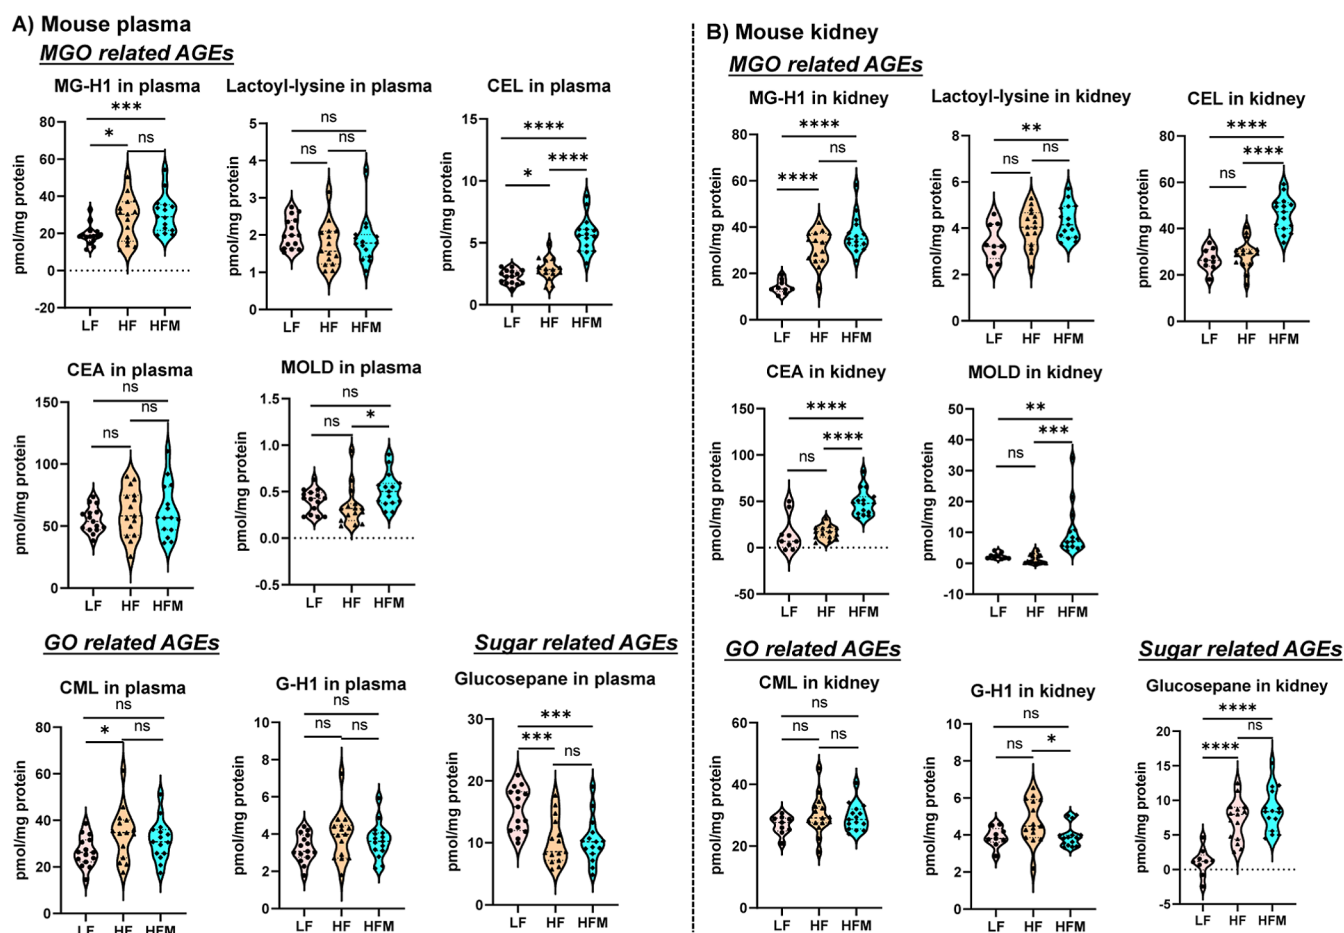 A) Mouse plasma
MGO related AGEs
MG-H1 in plasma
***
*
ns
pmol/mg protein
80
60
40
20
0
-20
LF HF HFM
Lactoyl-lysine in plasma
ns
ns
ns
pmol/mg protein
5
4
3
2
1
0
LF HF HFM
CEL in plasma
****
****
*
pmol/mg protein
15
10
5
0
LF HF HFM
CEA in plasma
ns
ns
ns
pmol/mg protein
150
100
50
0
LF HF HFM
MOLD in plasma
ns
*
ns
pmol/mg protein
1.5
1.0
0.5
0.0
-0.5
LF HF HFM
GO related AGEs
CML in plasma
ns
*
ns
pmol/mg protein
80
60
40
20
0
LF HF HFM
G-H1 in plasma
ns
ns
ns
pmol/mg protein
10
8
6
4
2
0
LF HF HFM
Sugar related AGEs
Glucosepane in plasma
***
***
ns
pmol/mg protein
30
20
10
0
LF HF HFM
B) Mouse kidney
MGO related AGEs
MG-H1 in kidney
****
ns
****
pmol/mg protein
80
60
40
20
0
LF HF HFM
Lactoyl-lysine in kidney
**
ns
ns
pmol/mg protein
8
6
4
2
0
LF HF HFM
CEL in kidney
****
****
ns
pmol/mg protein
80
60
40
20
0
LF HF HFM
CEA in kidney
****
****
ns
pmol/mg protein
150
100
50
0
-50
LF HF HFM
MOLD in kidney
**
***
ns
pmol/mg protein
50
40
30
20
10
0
-10
LF HF HFM
GO related AGEs
CML in kidney
ns
ns
ns
pmol/mg protein
60
40
20
0
LF HF HFM
G-H1 in kidney
ns
ns
*
pmol/mg protein
10
8
6
4
2
0
LF HF HFM
Sugar related AGEs
Glucosepane in kidney
****
ns
****
pmol/mg protein
20
15
10
5
0
-5
LF HF HFM